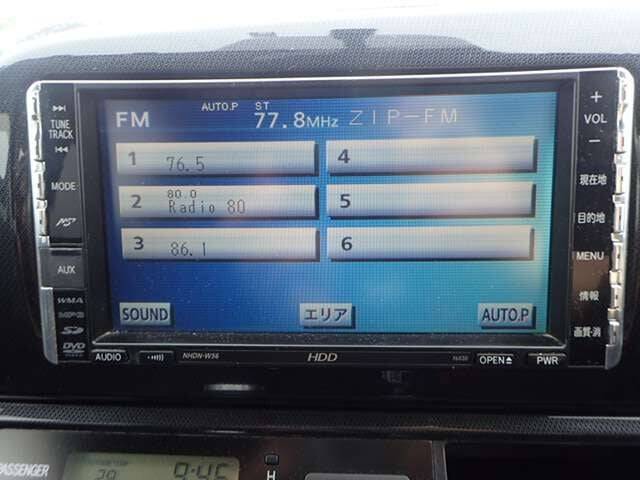 AUTO.P ST
FM 77.8MHz ZIP-FM
1 76.5
2 80.0 Radio 80
3 86.1
4
5
6
SOUND エリア AUTO.P
TUNE
TRACK
MODE
AUX
WMA
MP3
DVD
+
VOL
-
現在地
目的地
MENU
情報
画質・消
AUDIO NHDN-W56 HDD OPEN PWR
PASSENGER